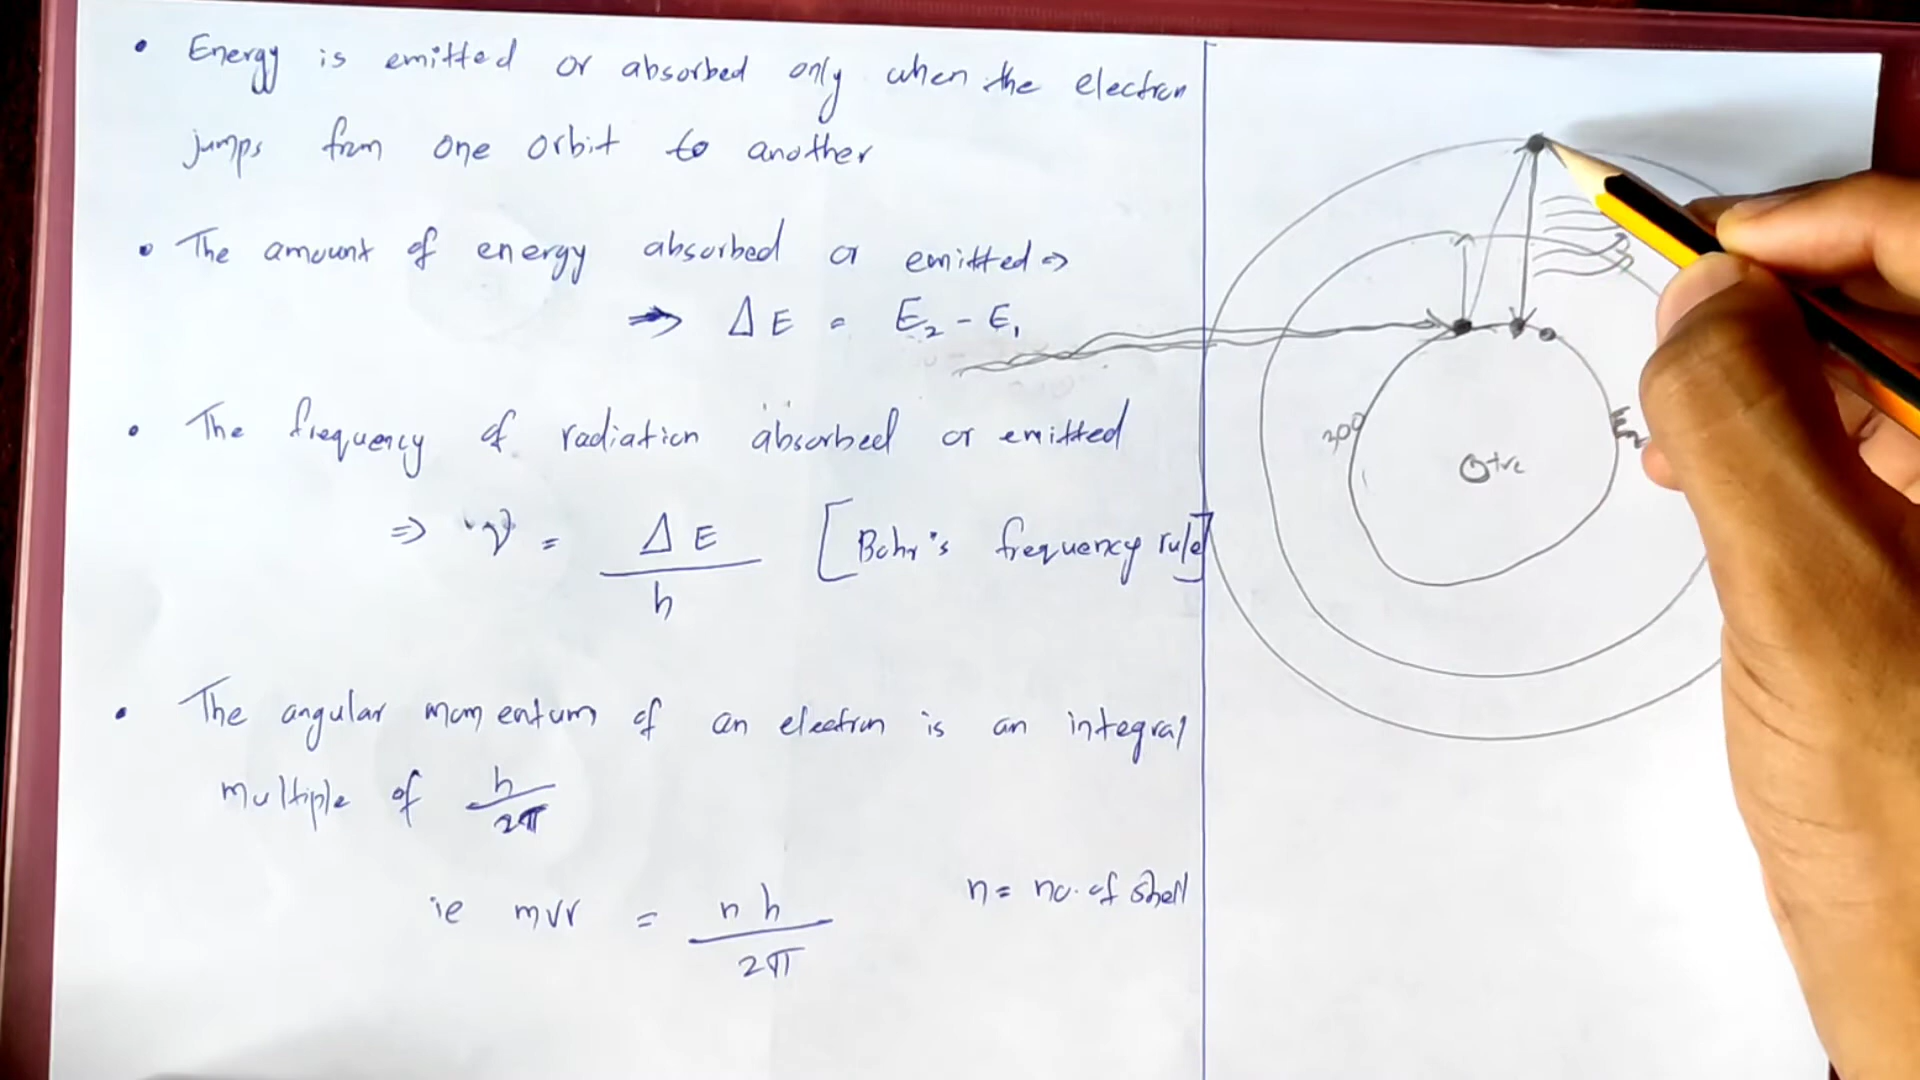 • Energy is emitted or absorbed only when the electron
jumps from one orbit to another
• The amount of energy absorbed or emitted ⇒
⇒ ΔE = E₂ - E₁
• The frequency of radiation absorbed or emitted
⇒ "ν = ΔE / h [Bohr's frequency rule]
• The angular momentum of an electron is an integral
multiple of h / 2π
ie mvr = n h / 2π n = no. of shell
200
+ve